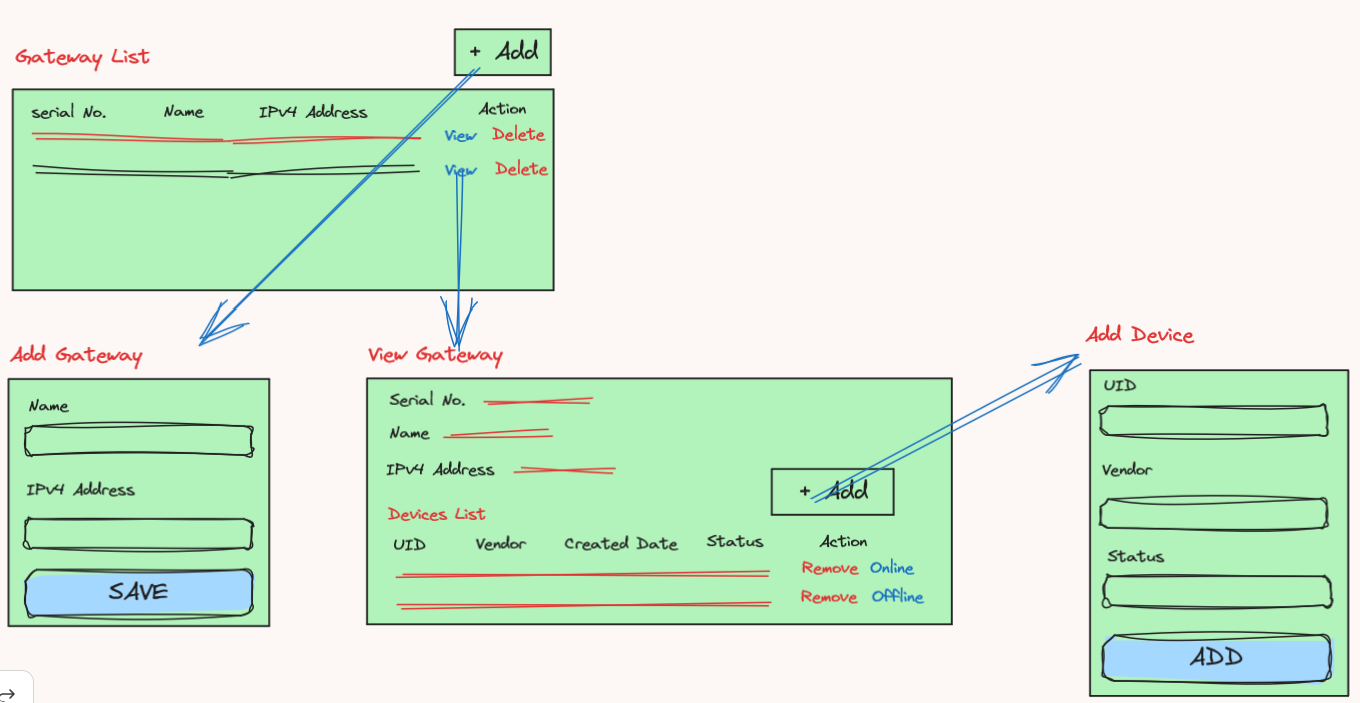 Gateway List
+ Add
serial No. Name IPv4 Address Action
View Delete
View Delete
Add Gateway
Name
IPv4 Address
SAVE
View Gateway
Serial No.
Name
IPv4 Address
+ Add
Devices List
UID Vendor Created Date Status Action
Remove Online
Remove Offline
Add Device
UID
Vendor
Status
ADD